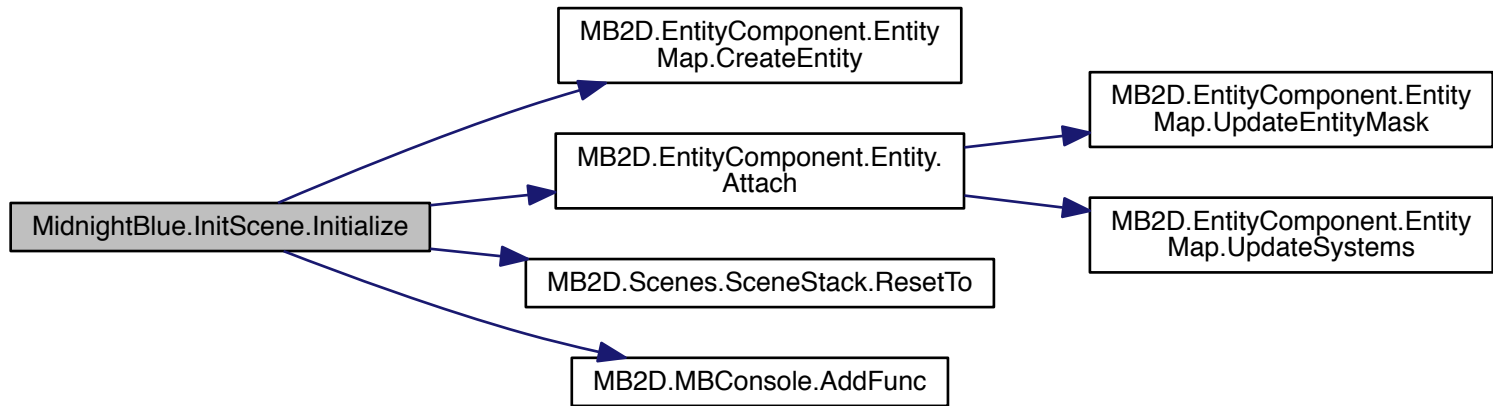 MidnightBlue.InitScene.Initialize
MB2D.EntityComponent.Entity
Map.CreateEntity
MB2D.EntityComponent.Entity.
Attach
MB2D.Scenes.SceneStack.ResetTo
MB2D.MBConsole.AddFunc
MB2D.EntityComponent.Entity
Map.UpdateEntityMask
MB2D.EntityComponent.Entity
Map.UpdateSystems